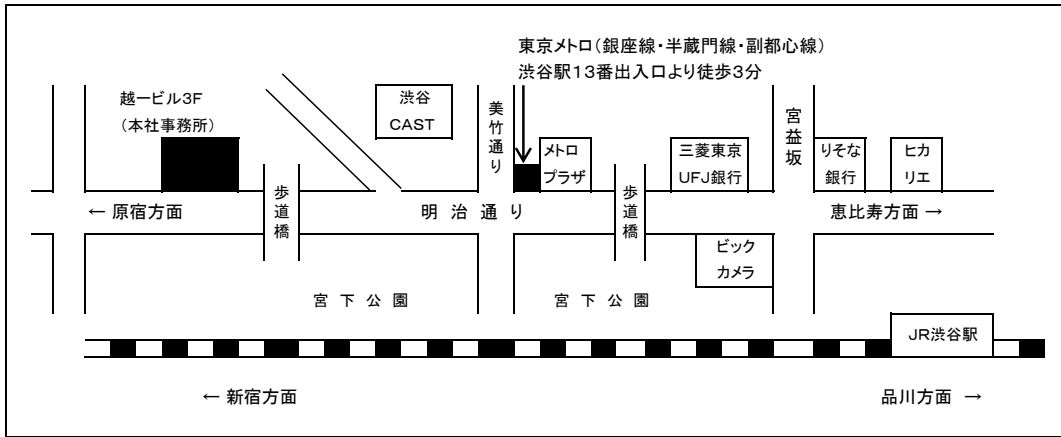 東京メトロ(銀座線・半蔵門線・副都心線)
渋谷駅13番出入口より徒歩3分
越一ビル3F
(本社事務所)
渋谷
CAST
美竹通り
メトロ
プラザ
三菱東京
UFJ銀行
宮益坂
りそな
銀行
ヒカ
リエ
← 原宿方面
歩道橋
明治通り
歩道橋
恵比寿方面 →
ビック
カメラ
宮下公園
宮下公園
JR渋谷駅
← 新宿方面
品川方面 →